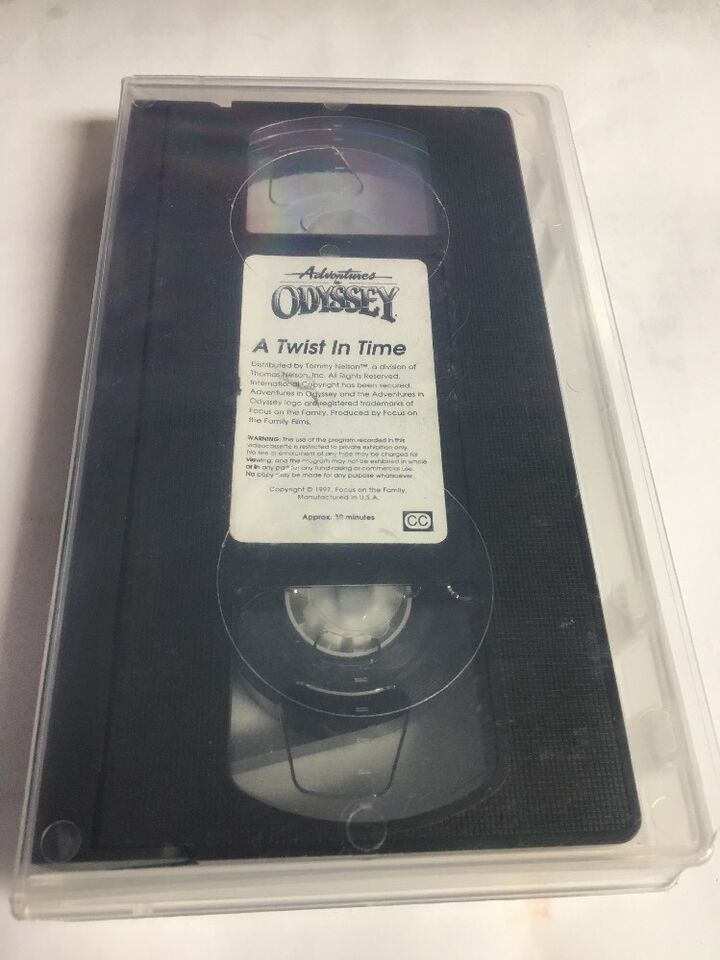 Adventures
in
ODYSSEY
A Twist In Time
Distributed by Tommy Nelson™, a division of
Thomas Nelson, Inc. All Rights Reserved.
International Copyright has been secured.
Adventures in Odyssey and the Adventures in
Odyssey logo are registered trademarks of
Focus on the Family. Produced by Focus on
the Family Films.
WARNING: The use of the program recorded in this
videocassette is restricted to private exhibition only.
No fee or emolument of any type may be charged for
viewing, and the program may not be exhibited in whole
or in any part for any fund-raising or commercial use.
No copy may be made for any purpose whatsoever.
Copyright © 1997, Focus on the Family.
Manufactured in U.S.A.
Approx. 30 minutes
CC